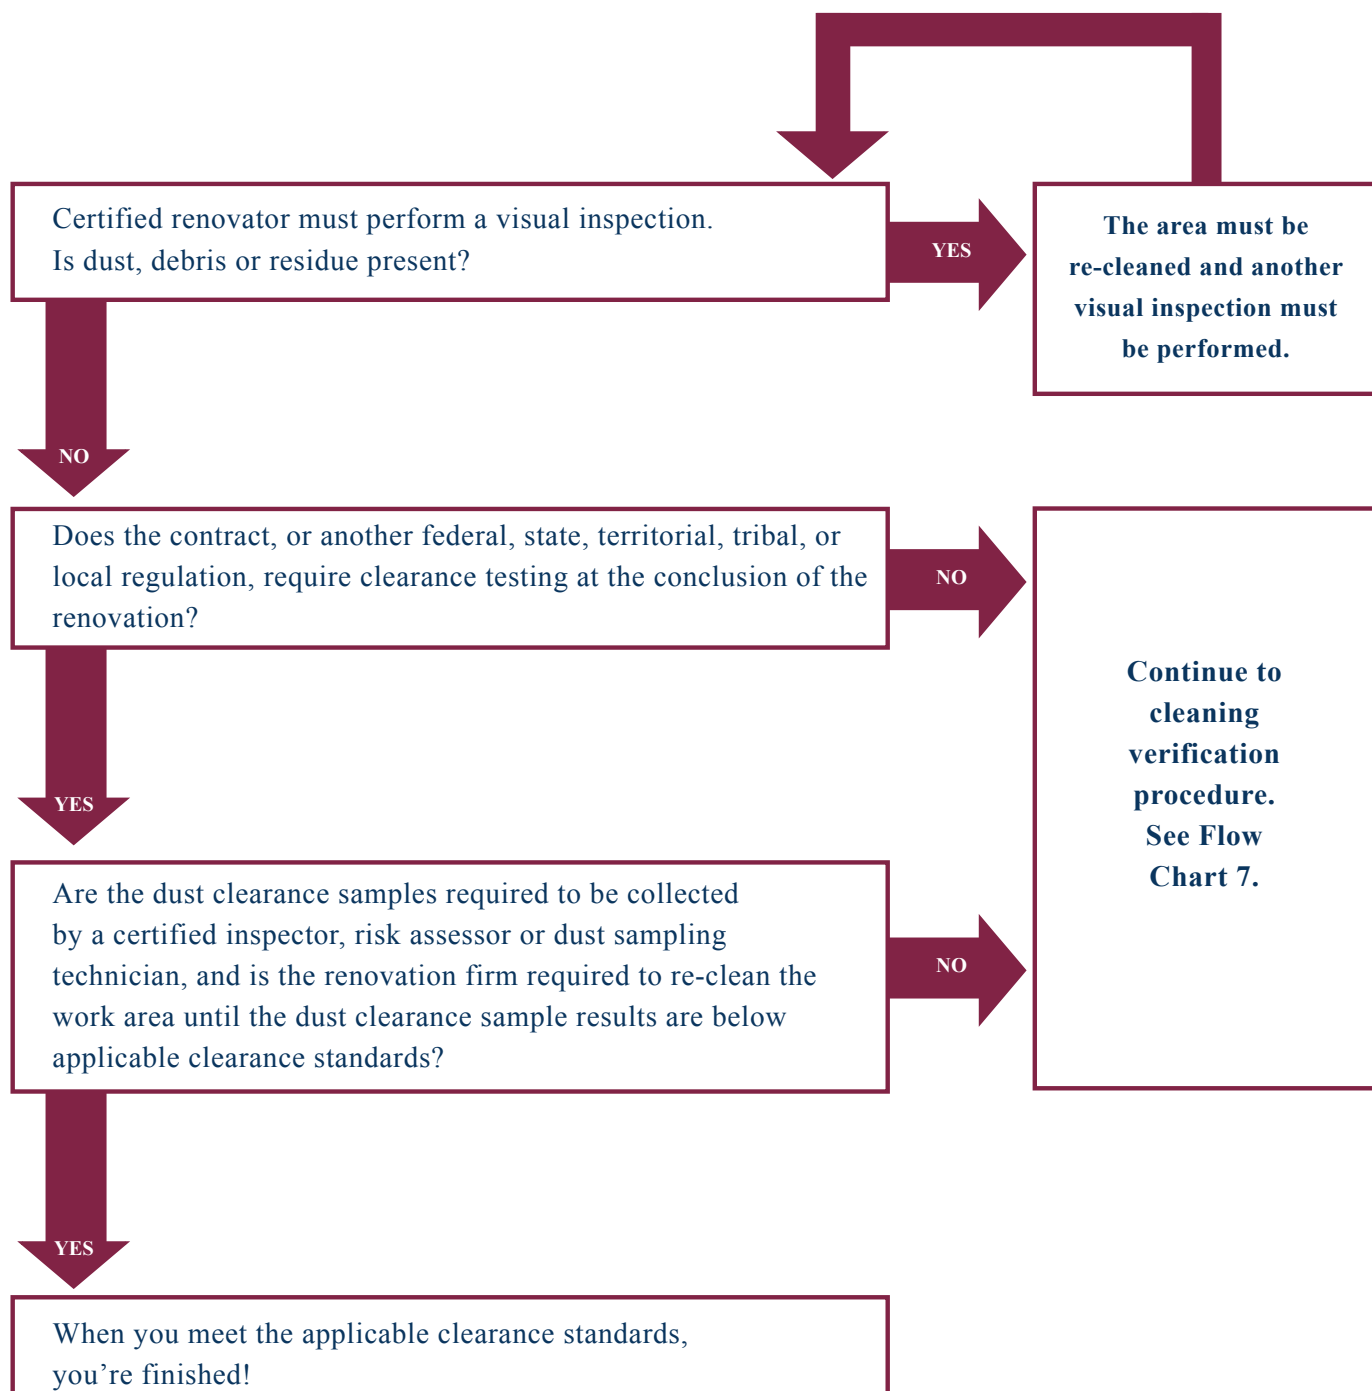 Certified renovator must perform a visual inspection.
Is dust, debris or residue present?
YES
The area must be
re-cleaned and another
visual inspection must
be performed.
NO
Does the contract, or another federal, state, territorial, tribal, or
local regulation, require clearance testing at the conclusion of the
renovation?
NO
Continue to
cleaning
verification
procedure.
See Flow
Chart 7.
YES
Are the dust clearance samples required to be collected
by a certified inspector, risk assessor or dust sampling
technician, and is the renovation firm required to re-clean the
work area until the dust clearance sample results are below
applicable clearance standards?
NO
YES
When you meet the applicable clearance standards,
you’re finished!